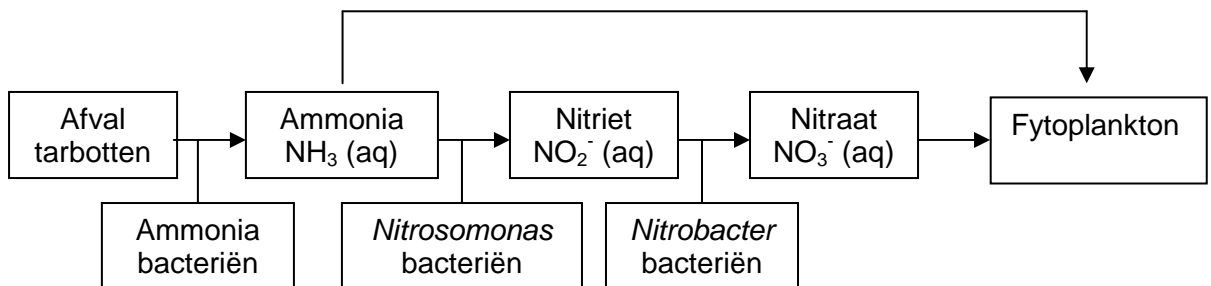 Afval
tarbotten
Ammonia
NH₃ (aq)
Nitriet
NO₂⁻ (aq)
Nitraat
NO₃⁻ (aq)
Fytoplankton
Ammonia
bacteriën
Nitrosomonas
bacteriën
Nitrobacter
bacteriën